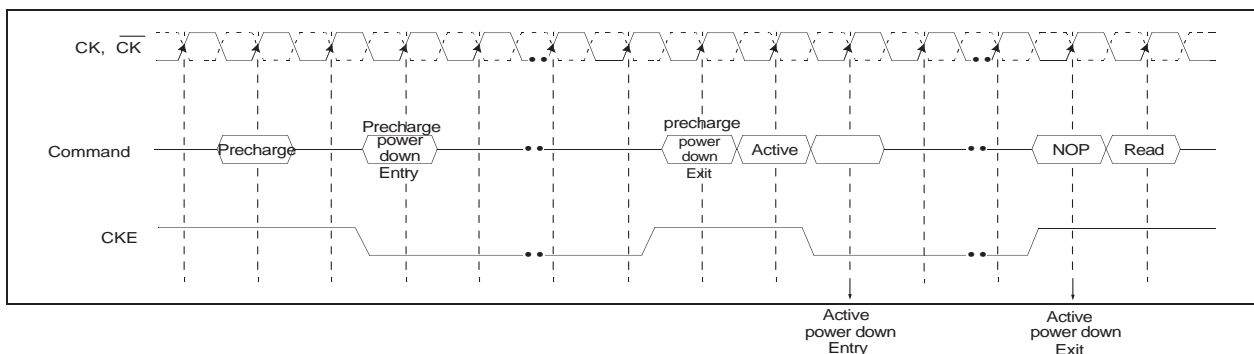 CK, CK
Command
Precharge
Precharge
power
down
Entry
precharge
power
down
Exit
Active
NOP
Read
CKE
Active
power down
Entry
Active
power down
Exit